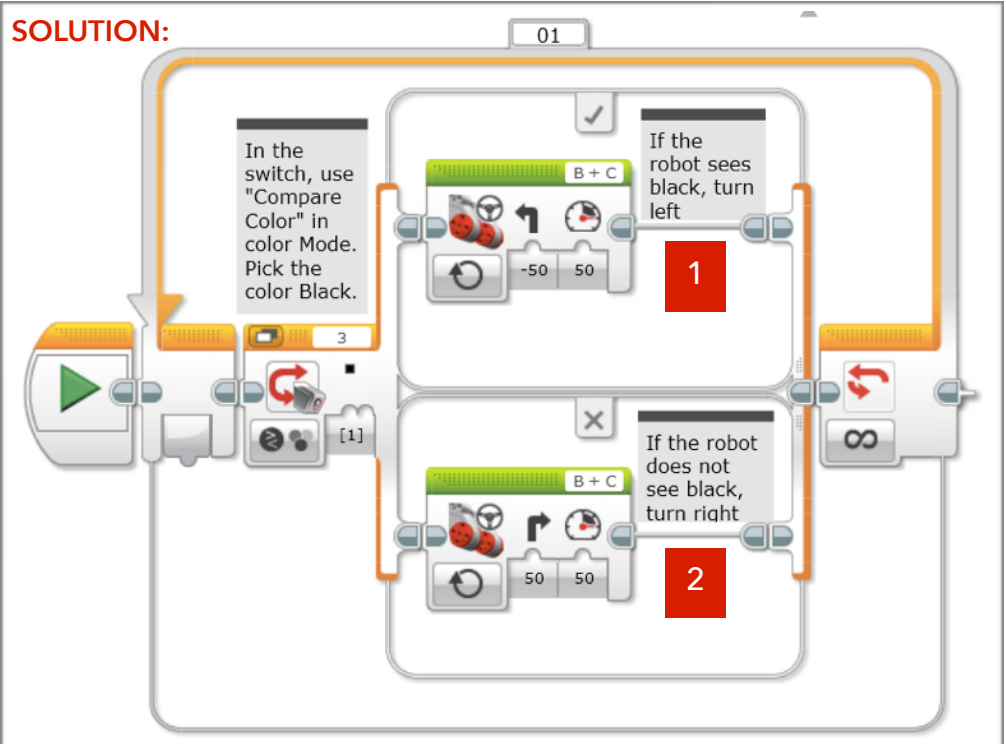 SOLUTION:
01
In the
switch, use
"Compare
Color" in
color Mode.
Pick the
color Black.
B + C
-50
50
If the
robot sees
black, turn
left
1
3
[1]
B + C
50
50
If the robot
does not
see black,
turn right
2